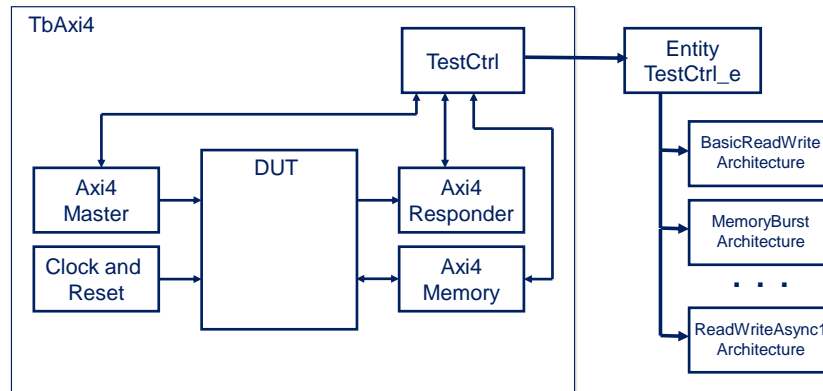 TbAxi4
TestCtrl
Entity
TestCtrl_e
BasicReadWrite
Architecture
DUT
Axi4
Master
Axi4
Responder
MemoryBurst
Architecture
Clock and
Reset
Axi4
Memory
. . .
ReadWriteAsync1
Architecture